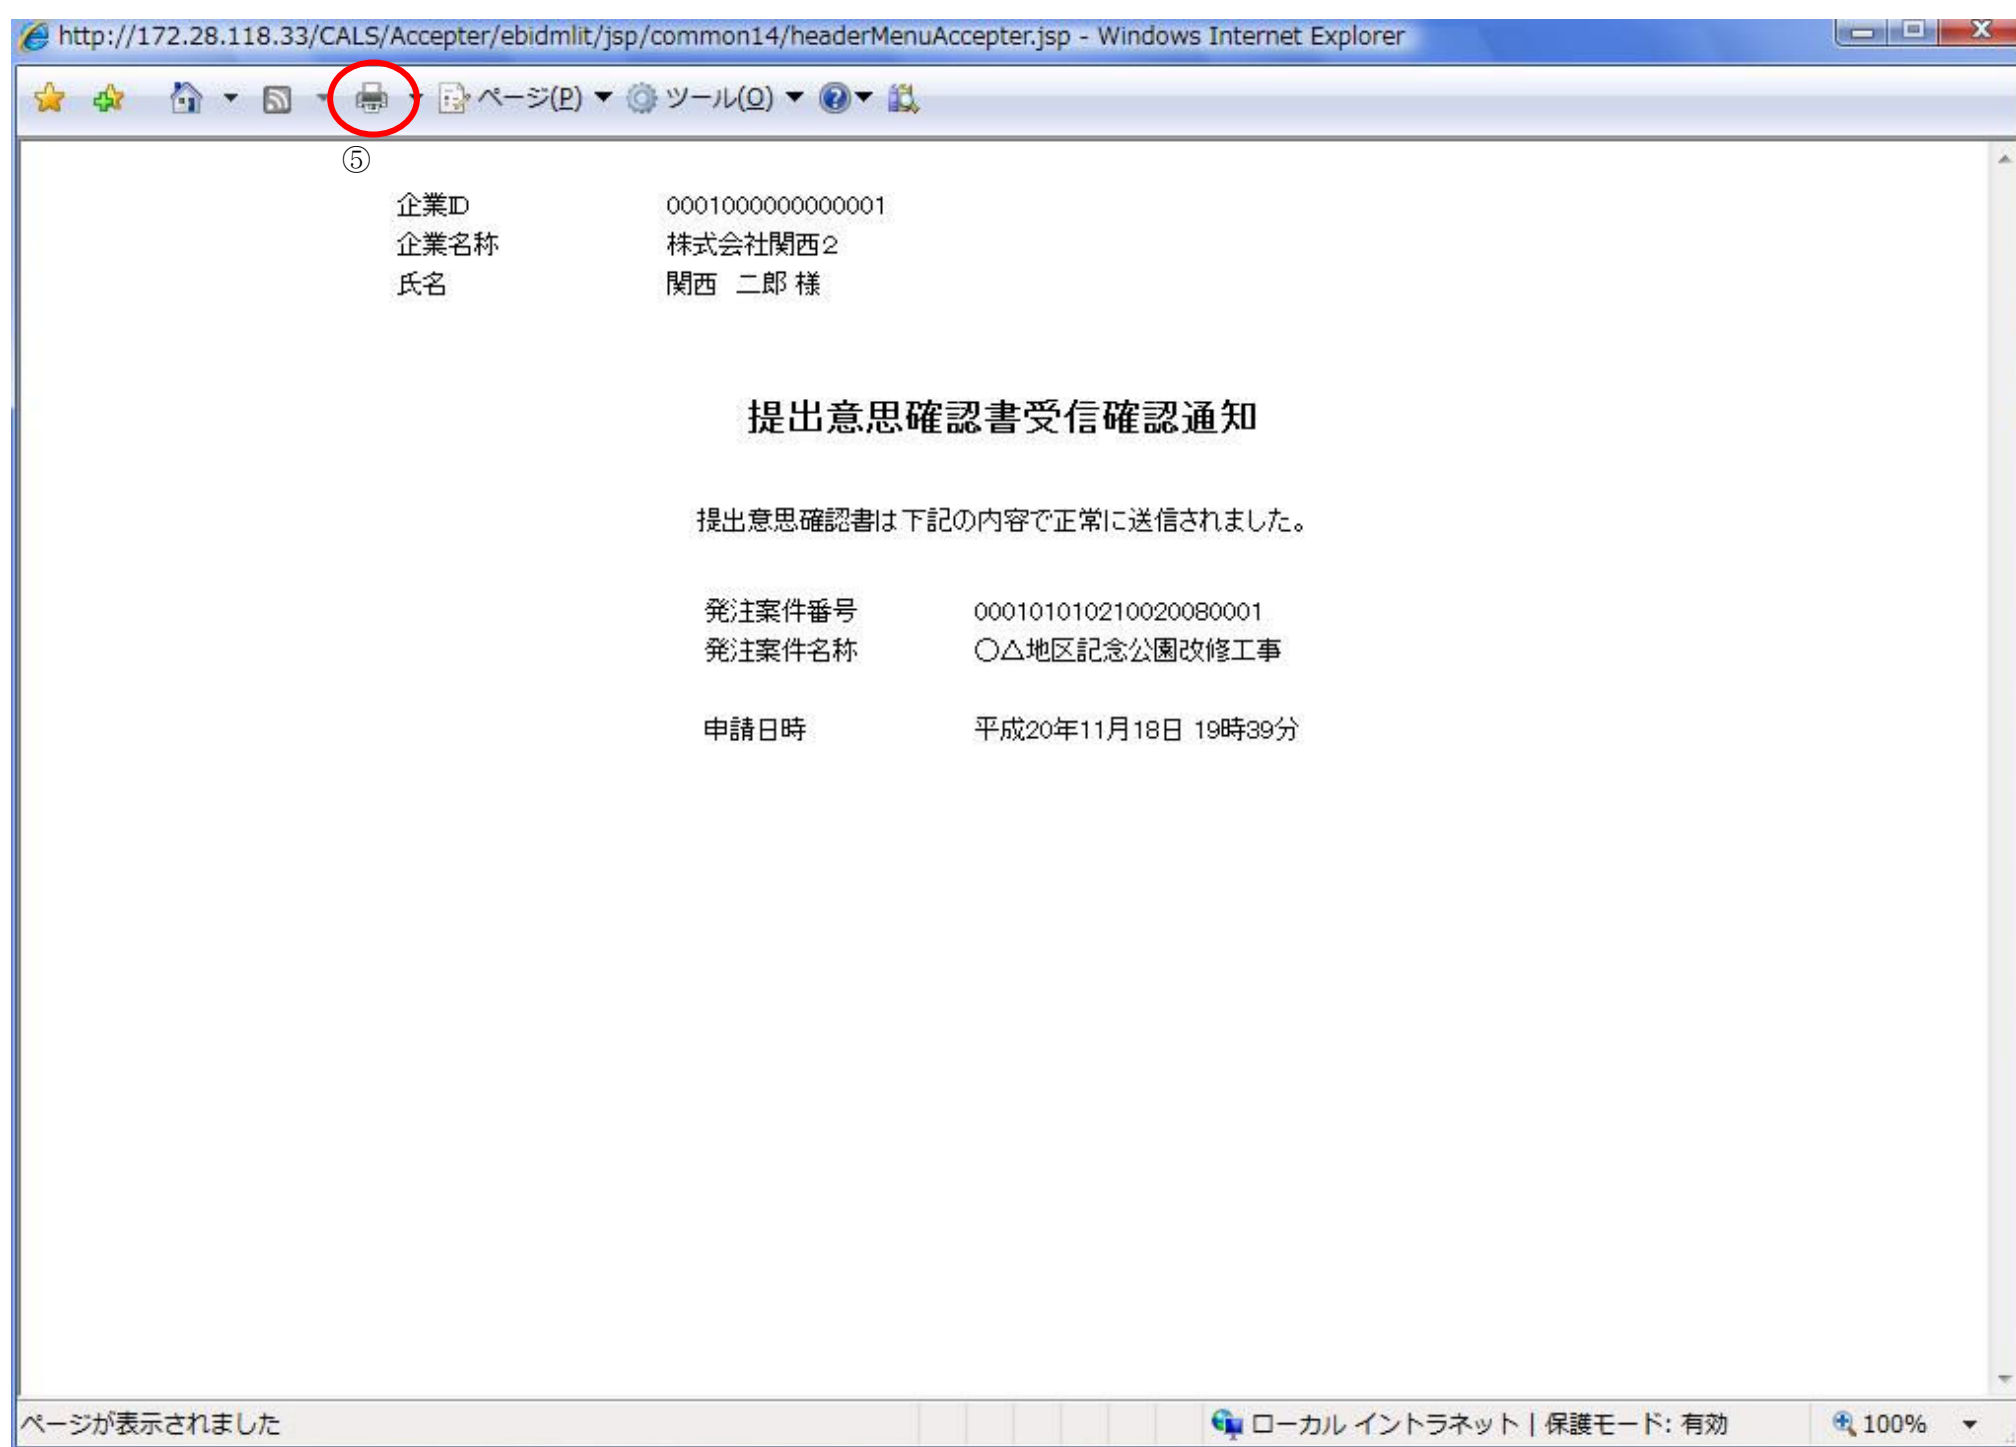 http://172.28.118.33/CALS/Accepter/ebidmlit/jsp/common14/headerMenuAccepter.jsp - Windows Internet Explorer
ページ(P) ツール(O)
⑤
企業ID 0001000000000001
企業名称 株式会社関西2
氏名 関西 二郎 様
提出意思確認書受信確認通知
提出意思確認書は下記の内容で正常に送信されました。
発注案件番号 000101010210020080001
発注案件名称 〇△地区記念公園改修工事
申請日時 平成20年11月18日 19時39分
ページが表示されました ローカル イントラネット | 保護モード: 有効 100%